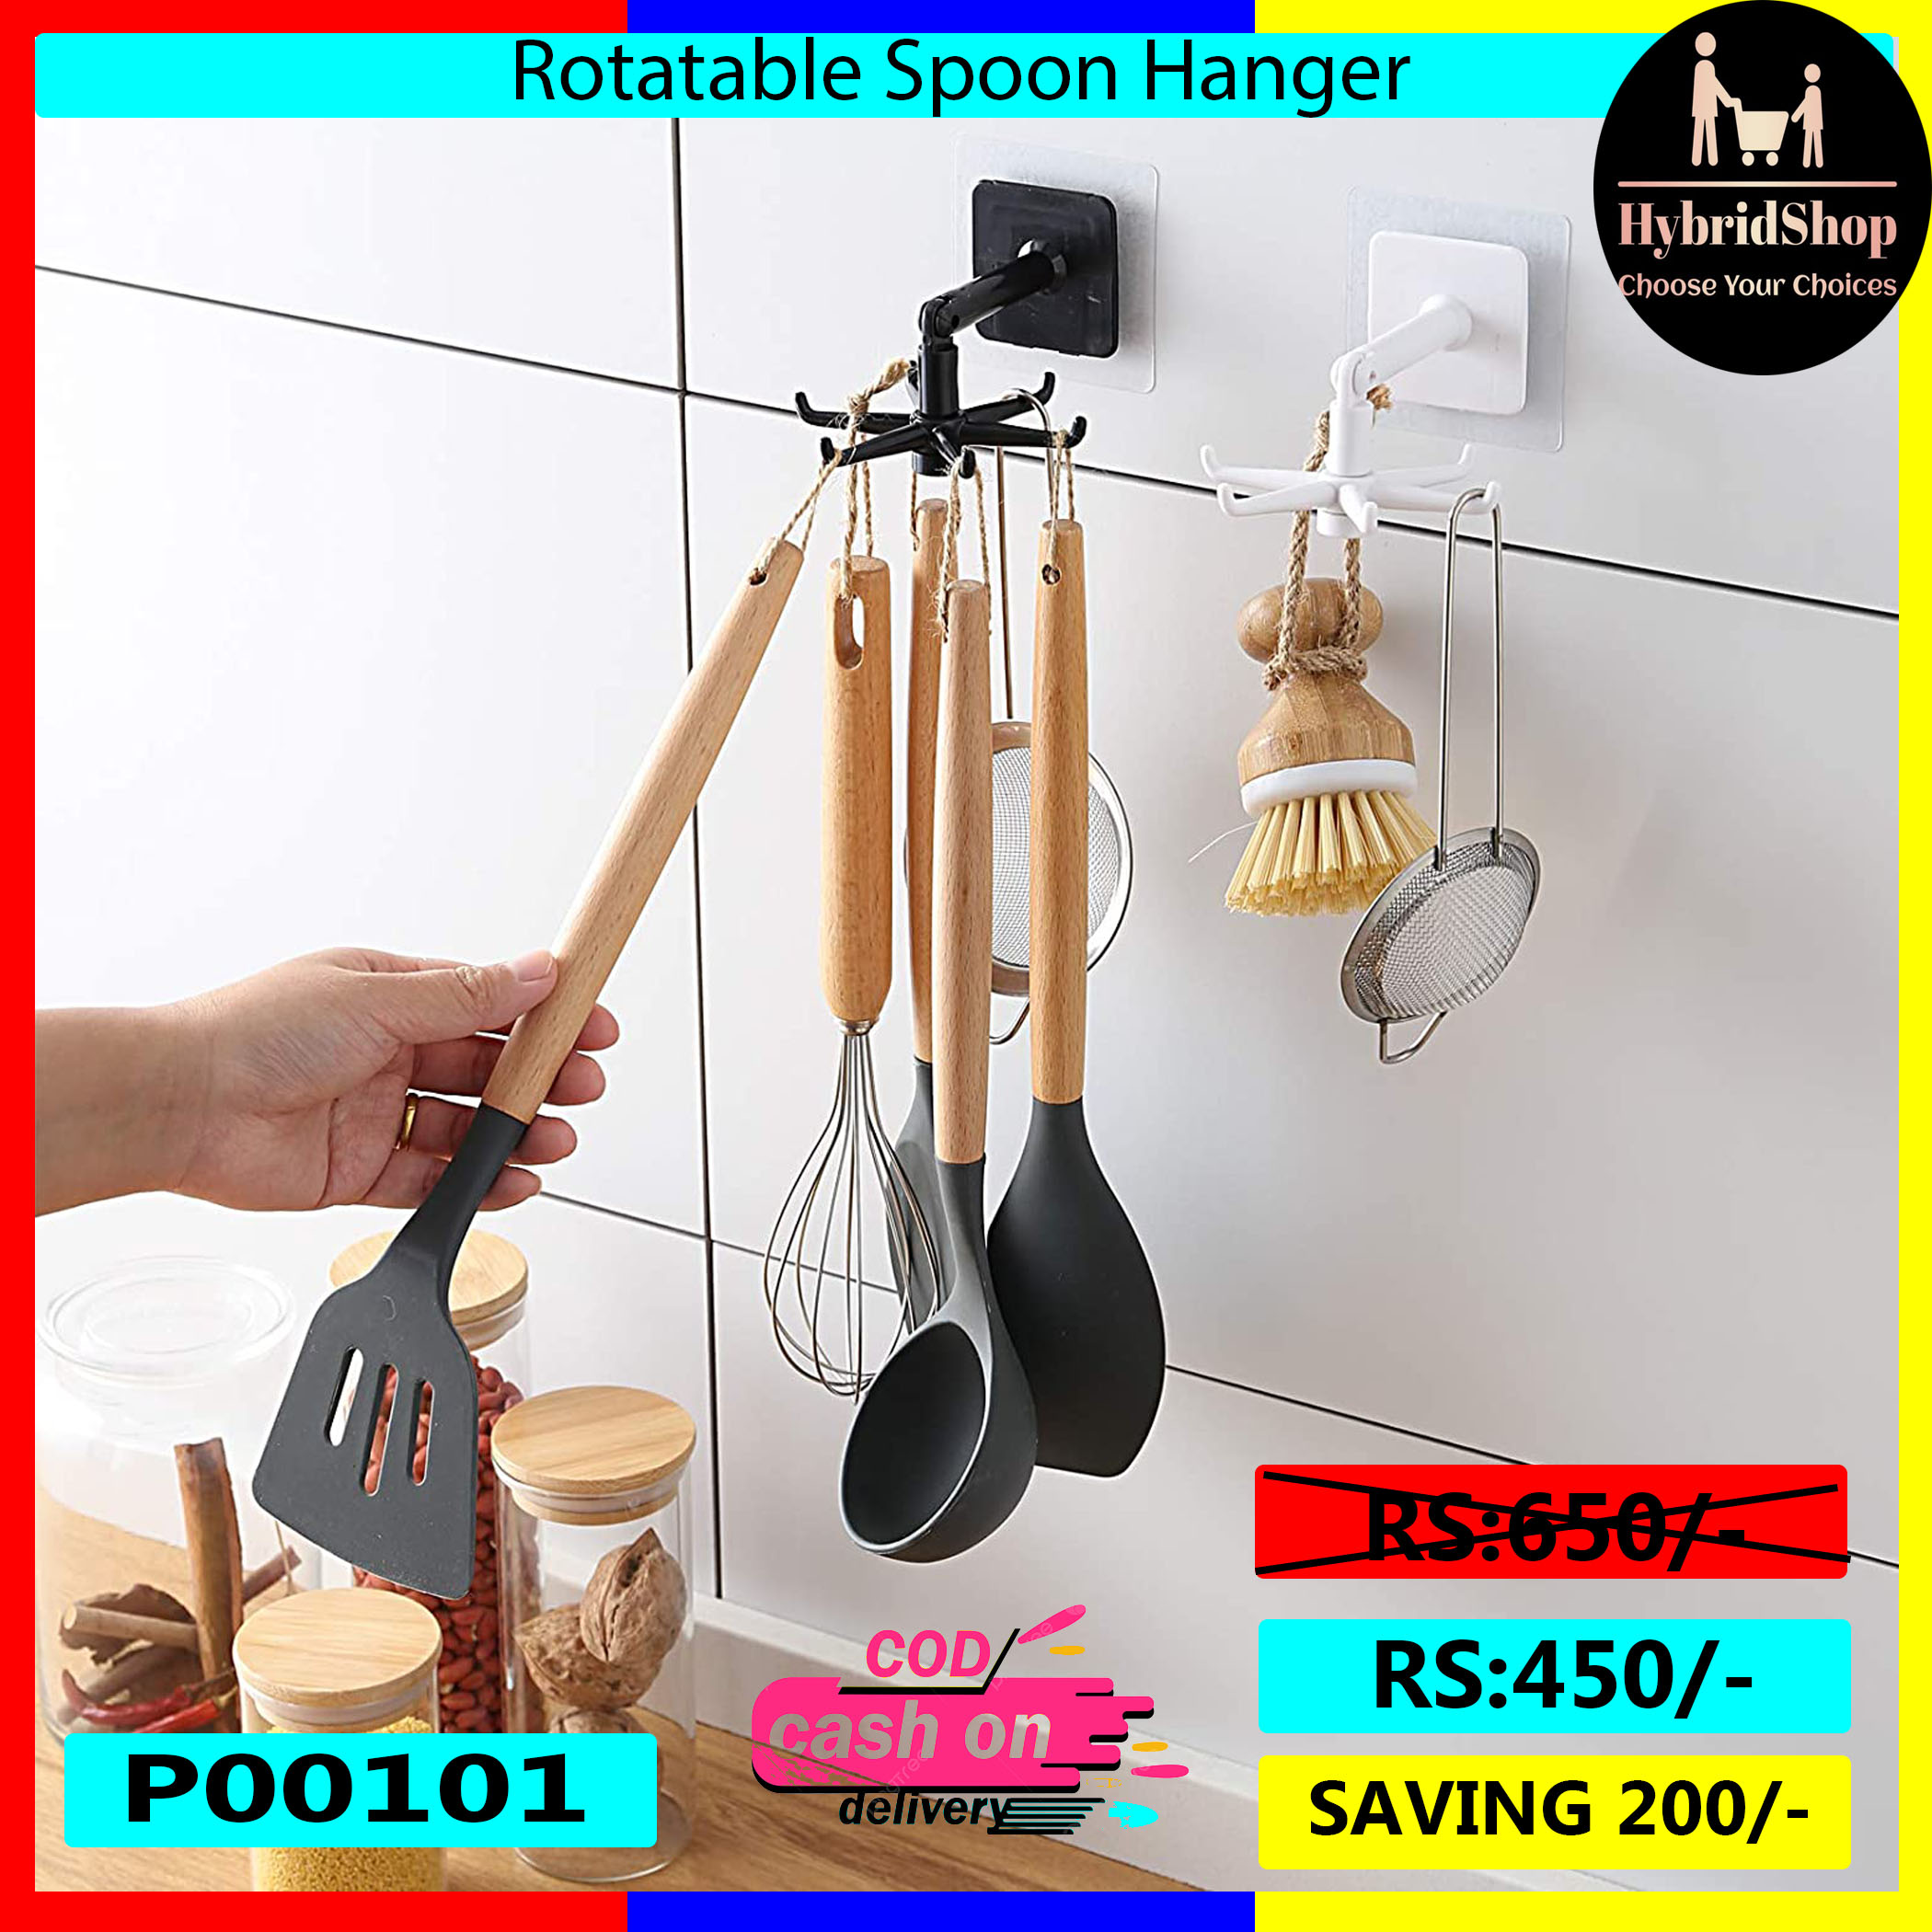 Rotatable Spoon Hanger
HybridShop
Choose Your Choices
RS:650/-
RS:450/-
SAVING 200/-
COD/
cash on
delivery
P00101